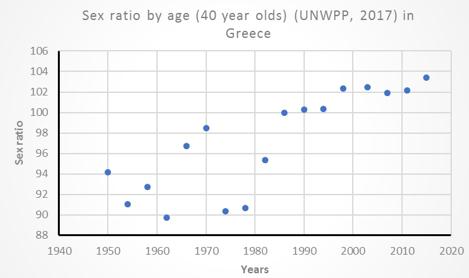 Sex ratio by age (40 year olds) (UNWPP, 2017) in
Greece
106
104
102
100
98
96
94
92
90
88
Sex ratio
1940 1950 1960 1970 1980 1990 2000 2010 2020
Years